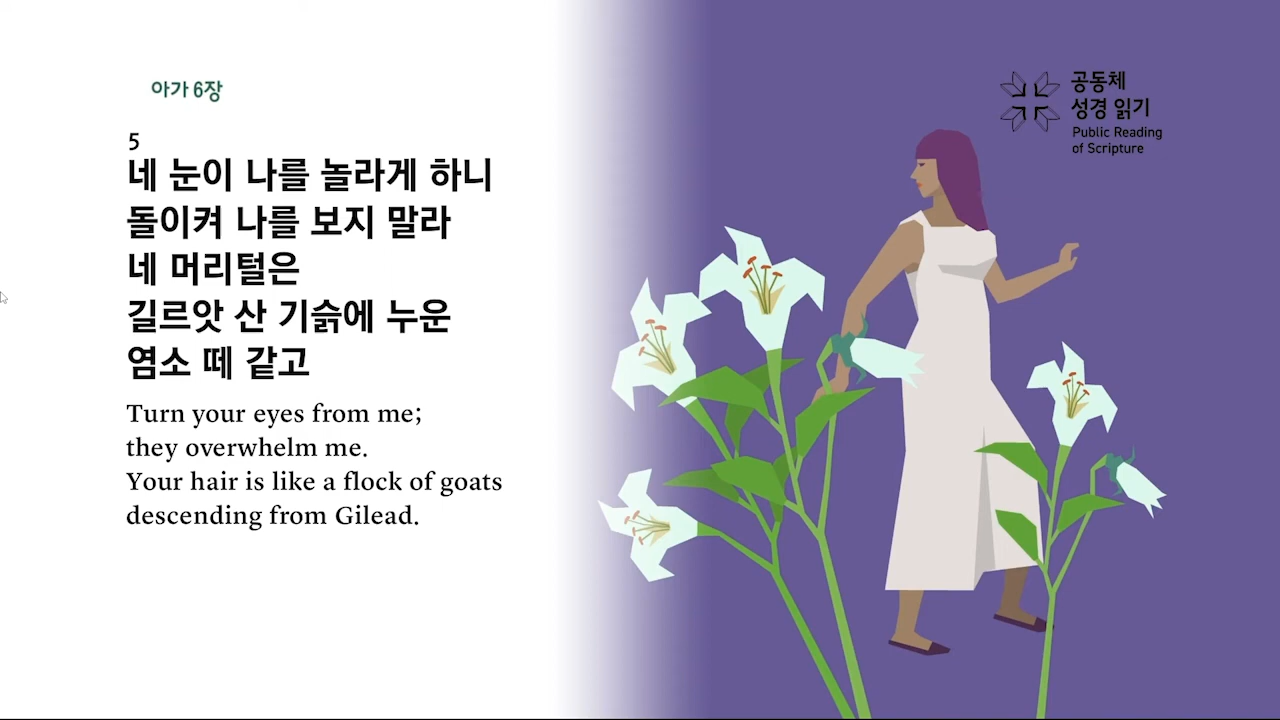 아가 6장
5
네 눈이 나를 놀라게 하니
돌이켜 나를 보지 말라
네 머리털은
길르앗 산 기슭에 누운
염소 떼 같고
Turn your eyes from me;
they overwhelm me.
Your hair is like a flock of goats
descending from Gilead.
공동체
성경 읽기
Public Reading
of Scripture